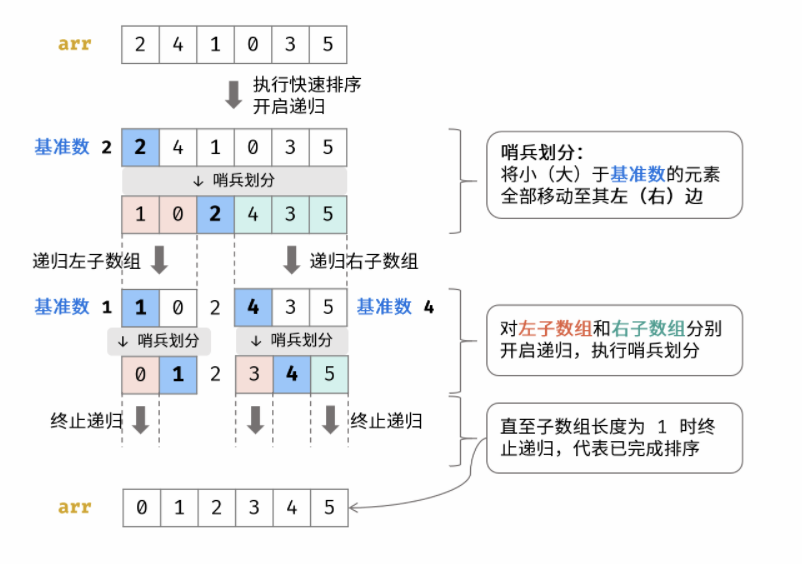 arr 2 4 1 0 3 5
执行快速排序
开启递归
基准数 2 2 4 1 0 3 5
↓ 哨兵划分
1 0 2 4 3 5
哨兵划分：
将小（大）于基准数的元素
全部移动至其左（右）边
递归左子数组 递归右子数组
基准数 1 1 0 2 4 3 5 基准数 4
↓ 哨兵划分 ↓ 哨兵划分
0 1 2 3 4 5
对左子数组和右子数组分别
开启递归，执行哨兵划分
终止递归 终止递归
直至子数组长度为 1 时终
止递归，代表已完成排序
arr 0 1 2 3 4 5